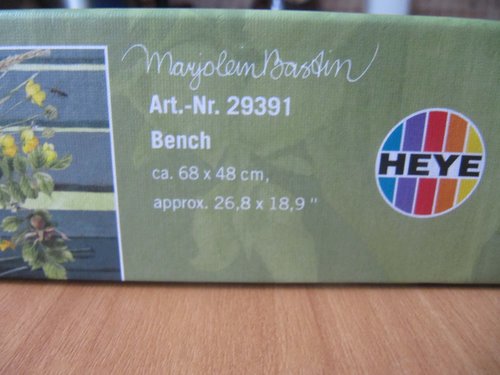 Marjolein Bastin
Art.-Nr. 29391
Bench
ca. 68 x 48 cm,
approx. 26,8 x 18,9 "
HEYE